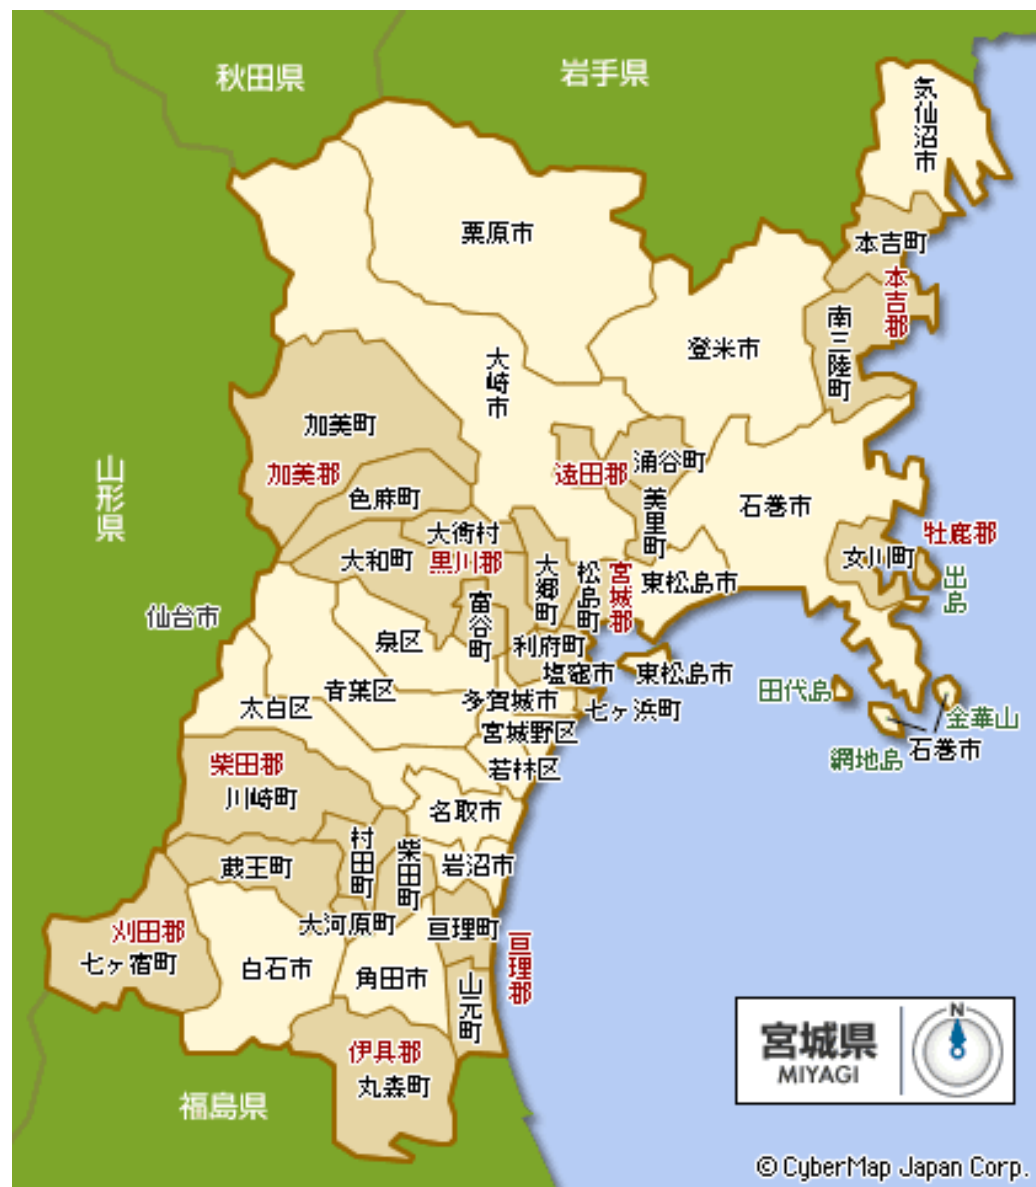 秋田県
岩手県
気仙沼市
栗原市
本吉町
本吉郡
南三陸町
登米市
大崎市
加美町
加美郡
色麻町
遠田郡
涌谷町
美里町
石巻市
山形県
大衡村
大和町
黒川郡
大郷町
松島町
宮城郡
東松島市
女川町
牡鹿郡
出島
仙台市
富谷町
泉区
利府町
塩竈市
東松島市
青葉区
太白区
多賀城市
七ヶ浜町
田代島
金華山
宮城野区
石巻市
網地島
若林区
柴田郡
川崎町
名取市
村田町
柴田町
岩沼市
蔵王町
大河原町
亘理町
亘理郡
刈田郡
七ヶ宿町
白石市
角田市
山元町
伊具郡
丸森町
福島県
宮城県
MIYAGI
N
© CyberMap Japan Corp.